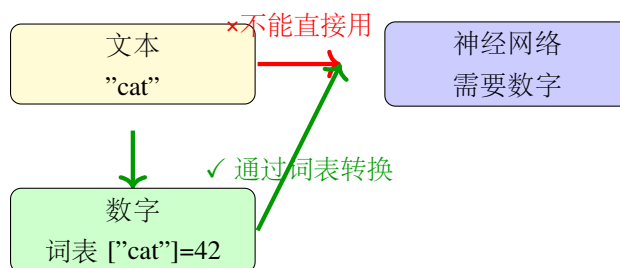 ×不能直接用
文本
”cat”
神经网络
需要数字
✓ 通过词表转换
数字
词表 [”cat”]=42